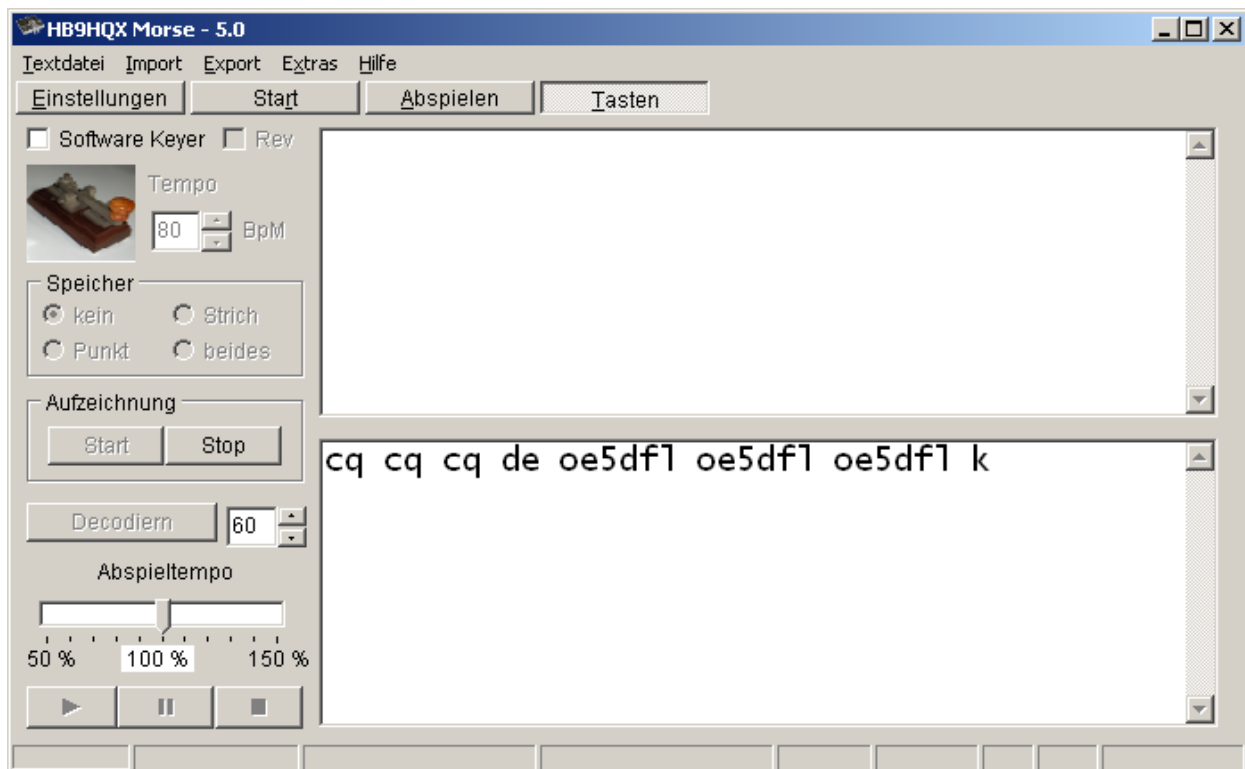 HB9HQX Morse - 5.0
Textdatei Import Export Extras Hilfe
Einstellungen Start Abspielen Tasten
Software Keyer Rev
Tempo
80 BpM
Speicher
kein Strich
Punkt beides
Aufzeichnung
Start Stop
cq cq cq de oe5dfl oe5dfl oe5dfl k
Decodiern 60
Abspieltempo
50 % 100 % 150 %